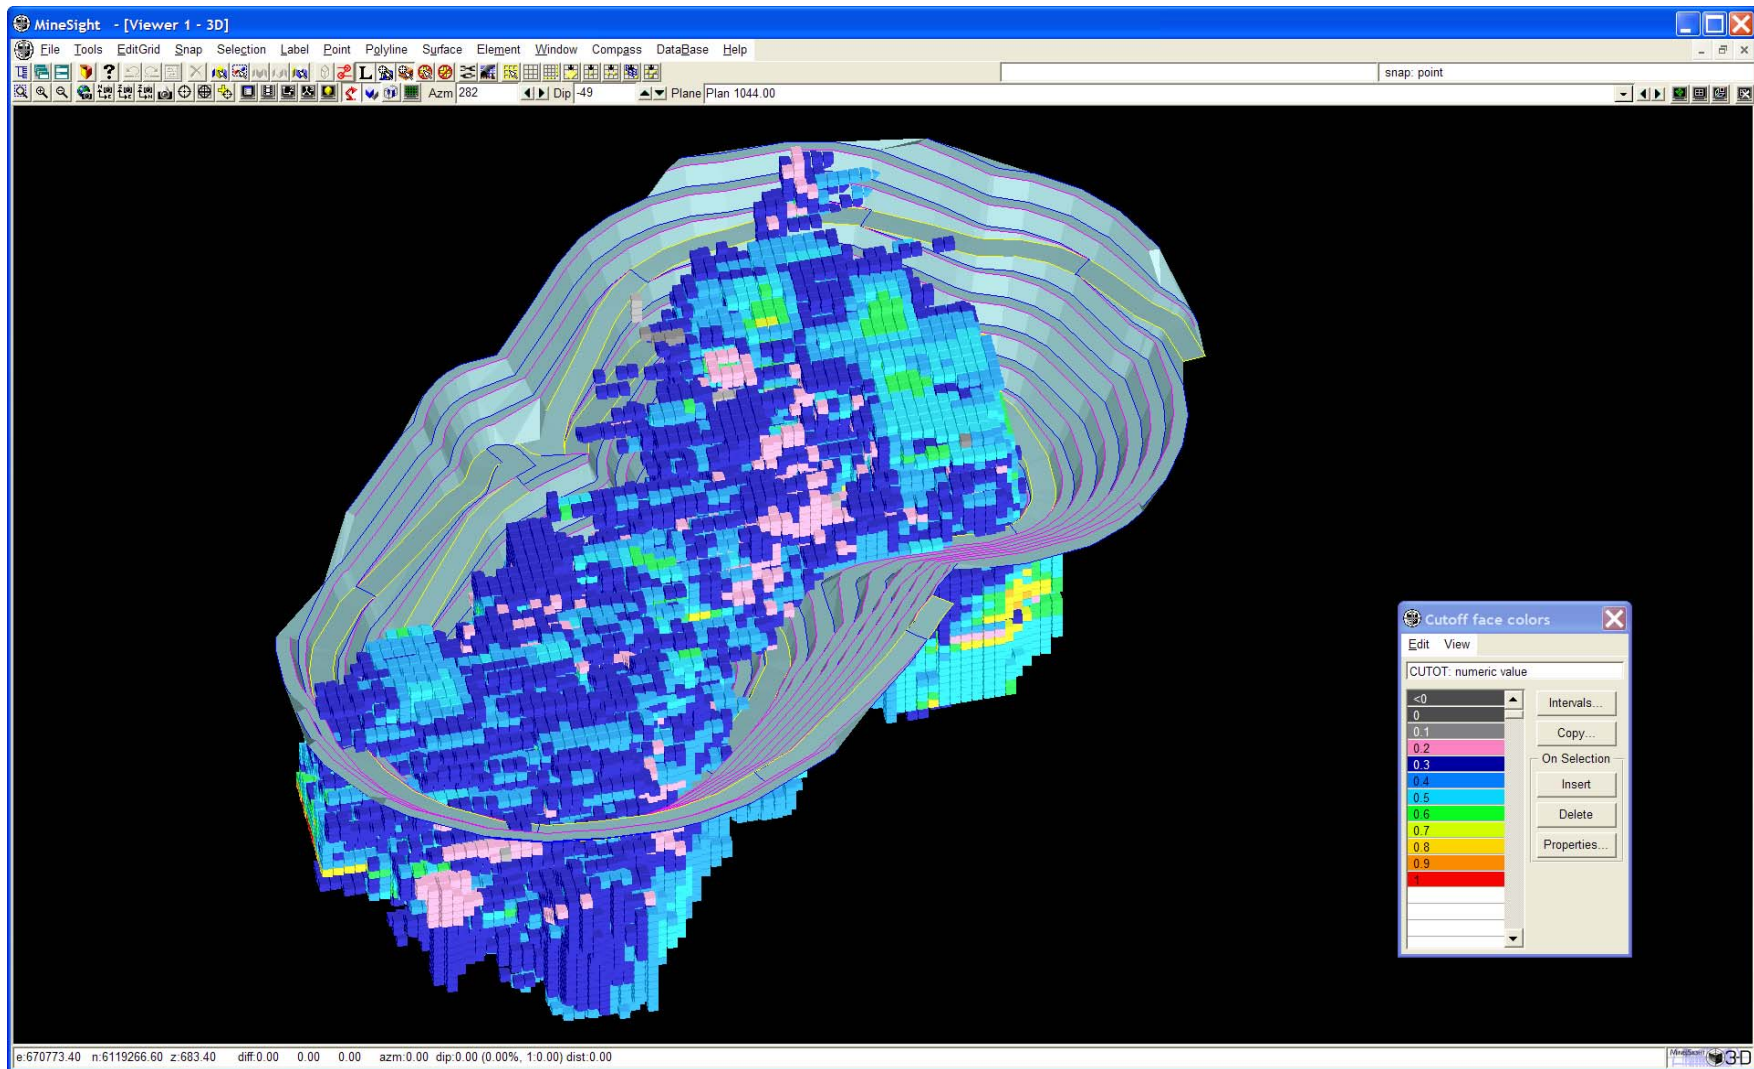 MineSight - [Viewer 1 - 3D]
File Tools EditGrid Snap Selection Label Point Polyline Surface Element Window Compass DataBase Help
snap: point
Azm 282 Dip -49 Plane Plan 1044.00
Cutoff face colors
Edit View
CUTOT: numeric value
<0
0
0.1
0.2
0.3
0.4
0.5
0.6
0.7
0.8
0.9
1
Intervals...
Copy...
On Selection
Insert
Delete
Properties...
e:670773.40 n:6119266.60 z:683.40 diff:0.00 0.00 0.00 azm:0.00 dip:0.00 (0.00%, 1:0.00) dist:0.00
MineSight 3-D